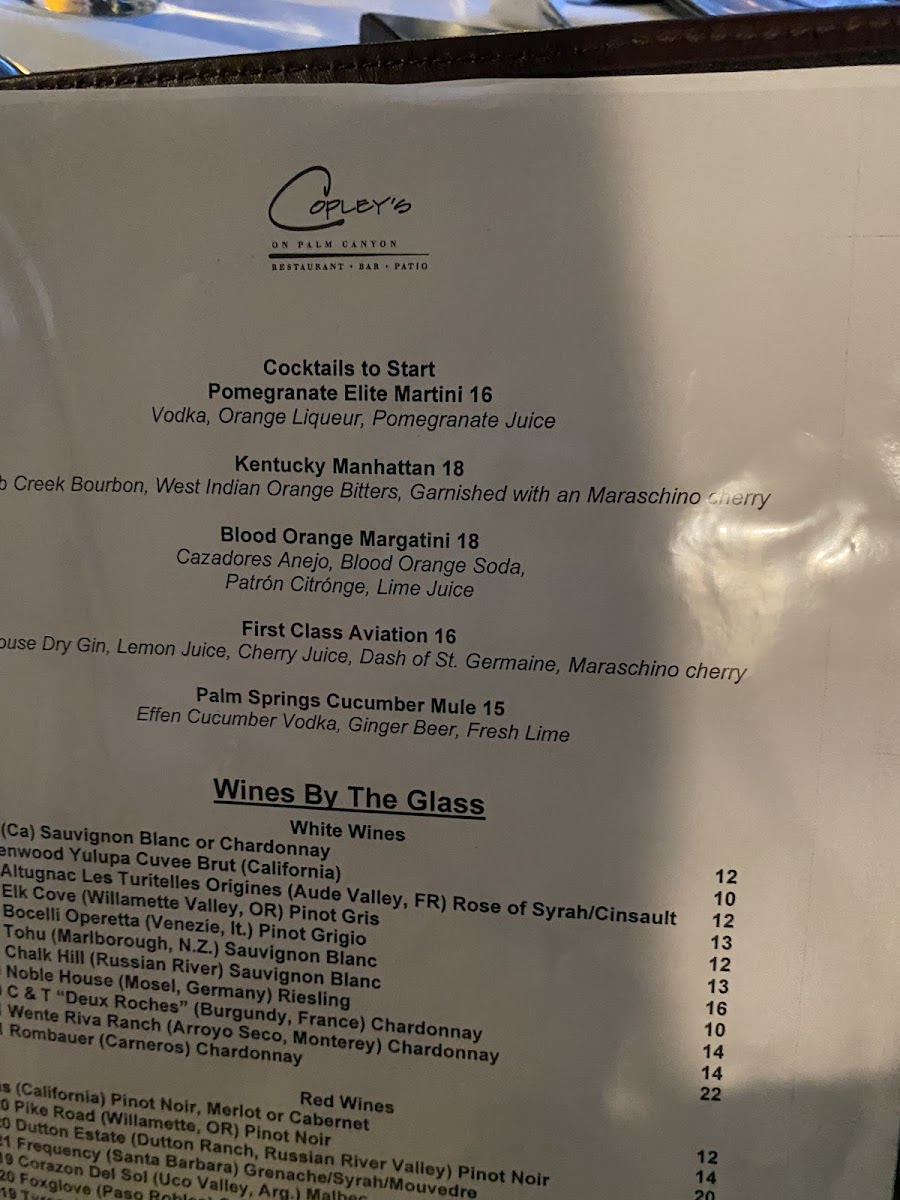 COPLEY'S
ON PALM CANYON
RESTAURANT • BAR • PATIO
Cocktails to Start
Pomegranate Elite Martini 16
Vodka, Orange Liqueur, Pomegranate Juice
Kentucky Manhattan 18
Creek Bourbon, West Indian Orange Bitters, Garnished with an Maraschino cherry
Blood Orange Margatini 18
Cazadores Anejo, Blood Orange Soda,
Patrón Citrónge, Lime Juice
First Class Aviation 16
Dry Gin, Lemon Juice, Cherry Juice, Dash of St. Germaine, Maraschino cherry
Palm Springs Cucumber Mule 15
Effen Cucumber Vodka, Ginger Beer, Fresh Lime
Wines By The Glass
White Wines
(Ca) Sauvignon Blanc or Chardonnay 12
Yulupa Cuvee Brut (California) 10
Altugnac Les Turitelles Origines (Aude Valley, FR) Rose of Syrah/Cinsault 12
Elk Cove (Willamette Valley, OR) Pinot Gris 13
Bocelli Operetta (Venezie, It.) Pinot Grigio 12
Tohu (Marlborough, N.Z.) Sauvignon Blanc 13
Chalk Hill (Russian River) Sauvignon Blanc 16
Noble House (Mosel, Germany) Riesling 10
C & T “Deux Roches” (Burgundy, France) Chardonnay 14
Wente Riva Ranch (Arroyo Seco, Monterey) Chardonnay 14
Rombauer (Carneros) Chardonnay 22
Red Wines
(California) Pinot Noir, Merlot or Cabernet 12
Pike Road (Willamette, OR) Pinot Noir 14
Dutton Estate (Dutton Ranch, Russian River Valley) Pinot Noir 20
Frequency (Santa Barbara) Grenache/Syrah/Mouvedre
Corazon Del Sol (Uco Valley, Arg.) Malbec
Foxglove (Paso Robles)